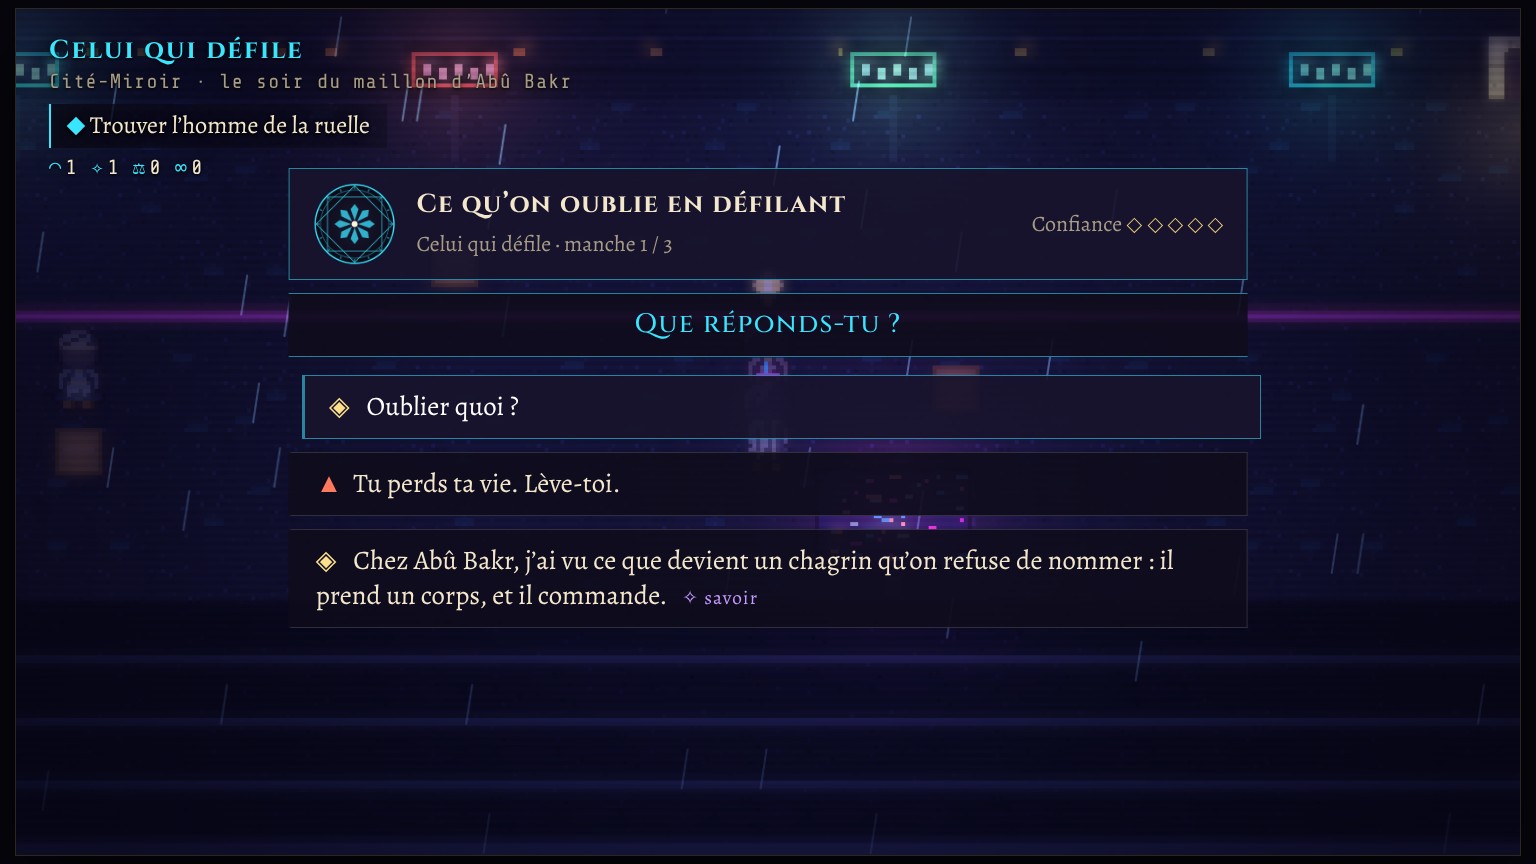 Celui qui défile
Cité-Miroir · le soir du maillon d'Abû Bakr
◆ Trouver l'homme de la ruelle
◠1 ✧1 ⚖0 ∞0
Ce qu'on oublie en défilant
Celui qui défile · manche 1 / 3
Confiance ◇◇◇◇◇
Que réponds-tu ?
◈ Oublier quoi ?
▲ Tu perds ta vie. Lève-toi.
◈ Chez Abû Bakr, j'ai vu ce que devient un chagrin qu'on refuse de nommer : il
prend un corps, et il commande. ✧ savoir